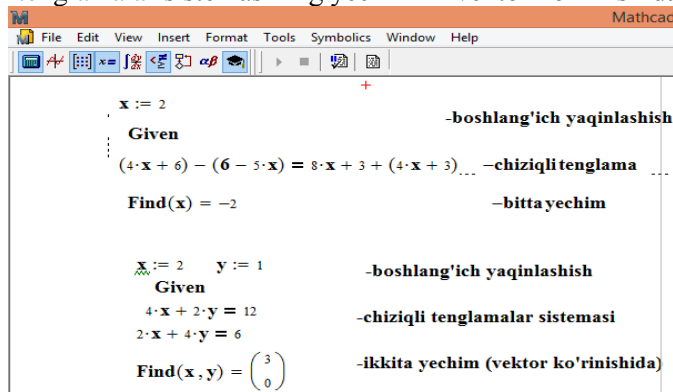 Mathcad
File Edit View Insert Format Tools Symbolics Window Help
x := 2
-boshlang'ich yaqinlashish
Given
(4·x + 6) − (6 − 5·x) = 8·x + 3 + (4·x + 3) −chiziqli tenglama
Find(x) = −2 −bitta yechim
x := 2 y := 1 -boshlang'ich yaqinlashish
Given
4·x + 2·y = 12
-chiziqli tenglamalar sistemasi
2·x + 4·y = 6
Find(x, y) = (3 0) -ikkita yechim (vektor ko'rinishida)